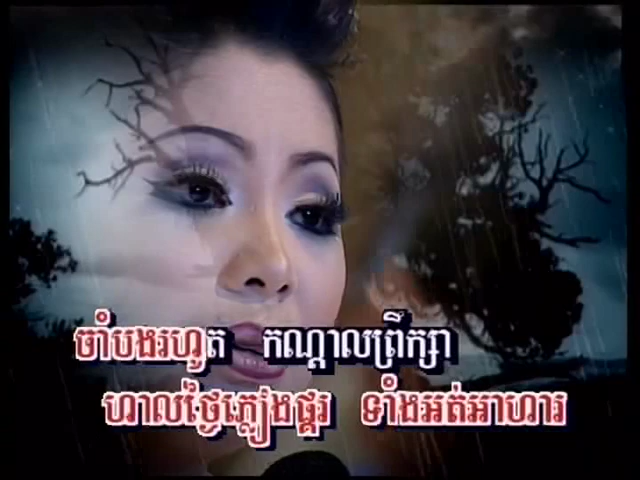 ចាំបងរហូត កណ្ដាលព្រឹក្សា
ហាលថ្ងៃភ្លៀងផ្គរ ទាំងអត់អាហារ